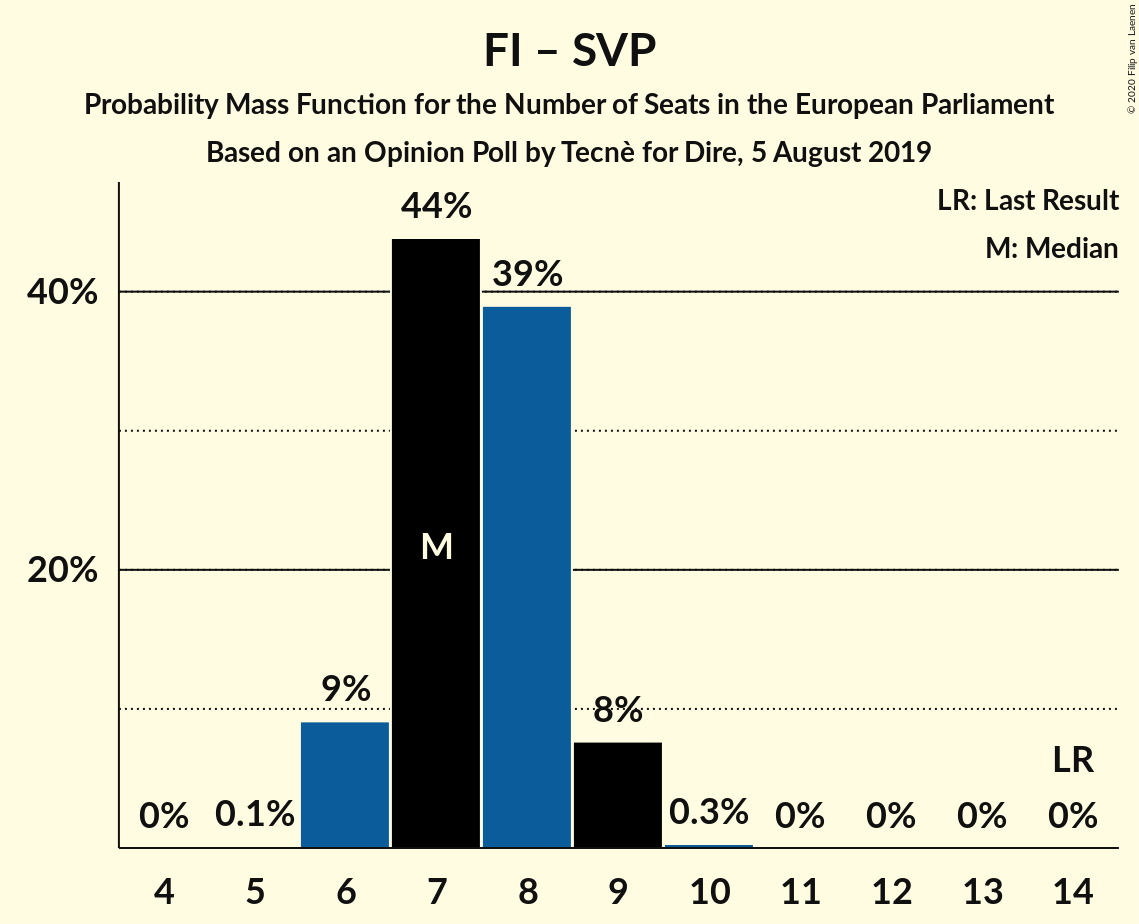 FI – SVP
Probability Mass Function for the Number of Seats in the European Parliament
Based on an Opinion Poll by Tecnè for Dire, 5 August 2019
© 2020 Filip van Laenen
LR: Last Result
M: Median
44%
39%
40%
M
20%
9%
8%
LR
0%
0.1%
0.3%
0%
0%
0%
0%
4 5 6 7 8 9 10 11 12 13 14